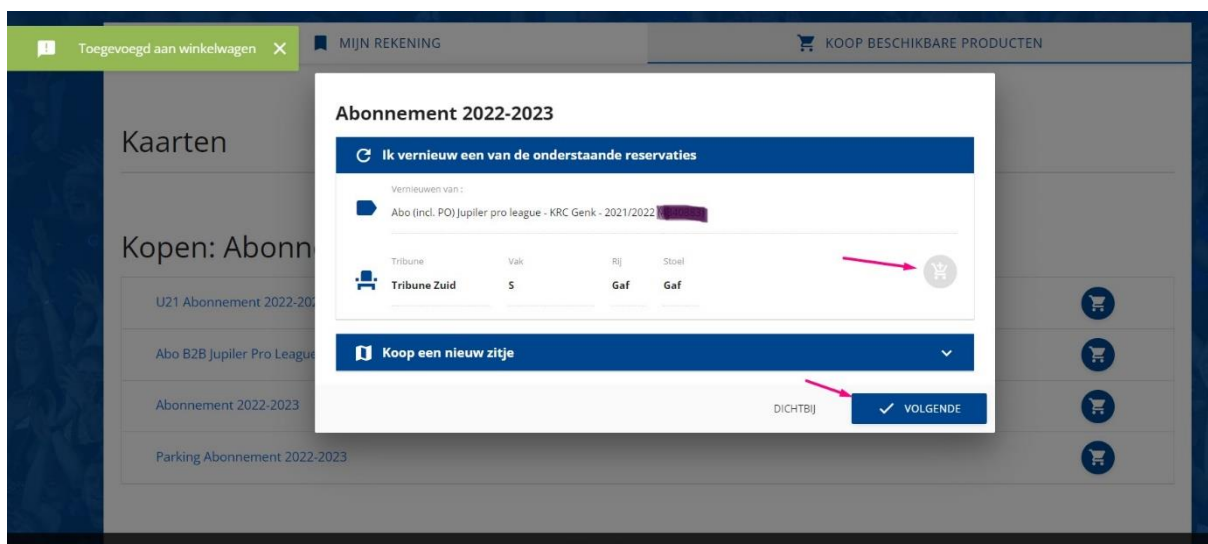 Toegevoegd aan winkelwagen
MIJN REKENING
KOOP BESCHIKBARE PRODUCTEN
Kaarten
Kopen: Abonn
U21 Abonnement 2022-202
Abo B2B Jupiler Pro League
Abonnement 2022-2023
Parking Abonnement 2022-2023
Abonnement 2022-2023
Ik vernieuw een van de onderstaande reservaties
Vernieuwen van :
Abo (incl. PO) Jupiler pro league - KRC Genk - 2021/2022
Tribune Vak Rij Stoel
Tribune Zuid S Gaf Gaf
Koop een nieuw zitje
DICHTBIJ VOLGENDE